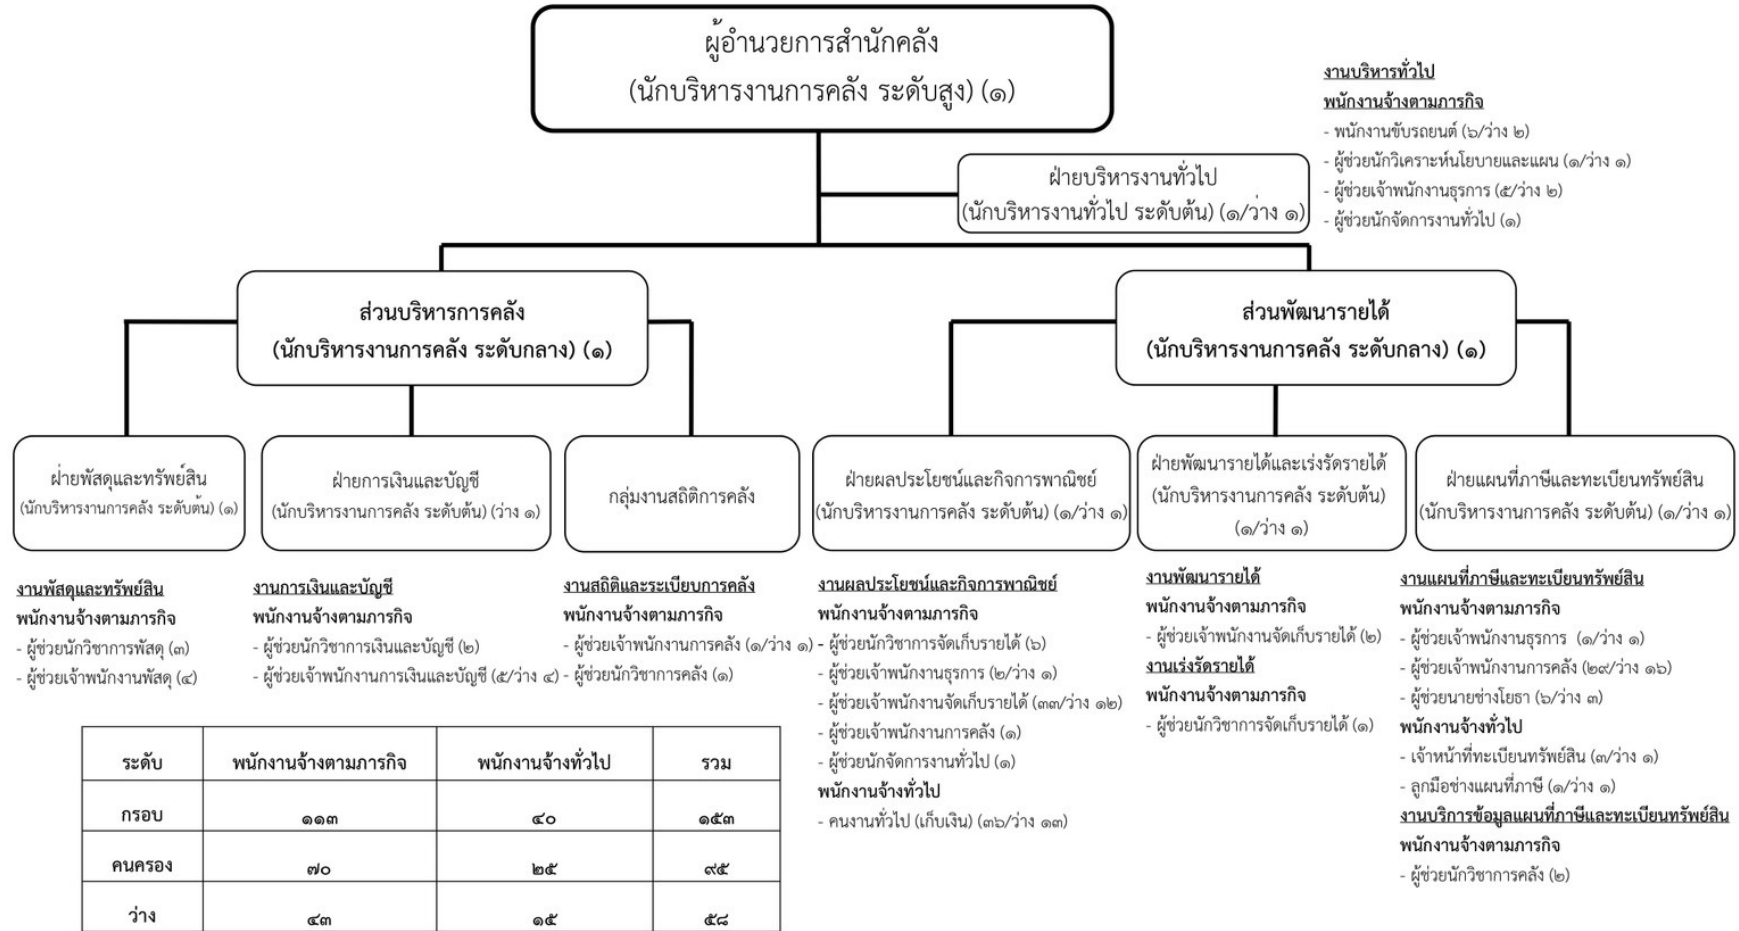 ผู้อำนวยการสำนักคลัง
(นักบริหารงานการคลัง ระดับสูง) (๑)
งานบริหารทั่วไป
พนักงานจ้างตามภารกิจ
- พนักงานขับรถยนต์ (๖/ว่าง ๒)
- ผู้ช่วยนักวิเคราะห์นโยบายและแผน (๑/ว่าง ๑)
- ผู้ช่วยเจ้าพนักงานธุรการ (๕/ว่าง ๒)
- ผู้ช่วยนักจัดการงานทั่วไป (๑)
ฝ่ายบริหารงานทั่วไป
(นักบริหารงานทั่วไป ระดับต้น) (๑/ว่าง ๑)
ส่วนบริหารการคลัง
(นักบริหารงานการคลัง ระดับกลาง) (๑)
ส่วนพัฒนารายได้
(นักบริหารงานการคลัง ระดับกลาง) (๑)
ฝ่ายพัสดุและทรัพย์สิน
(นักบริหารงานการคลัง ระดับต้น) (๑)
ฝ่ายการเงินและบัญชี
(นักบริหารงานการคลัง ระดับต้น) (ว่าง ๑)
กลุ่มงานสถิติการคลัง
ฝ่ายผลประโยชน์และกิจการพาณิชย์
(นักบริหารงานการคลัง ระดับต้น) (๑/ว่าง ๑)
ฝ่ายพัฒนารายได้และเร่งรัดรายได้
(นักบริหารงานการคลัง ระดับต้น)
(๑/ว่าง ๑)
ฝ่ายแผนที่ภาษีและทะเบียนทรัพย์สิน
(นักบริหารงานการคลัง ระดับต้น) (๑/ว่าง ๑)
งานพัสดุและทรัพย์สิน
พนักงานจ้างตามภารกิจ
- ผู้ช่วยนักวิชาการพัสดุ (๓)
- ผู้ช่วยเจ้าพนักงานพัสดุ (๔)
งานการเงินและบัญชี
พนักงานจ้างตามภารกิจ
- ผู้ช่วยนักวิชาการเงินและบัญชี (๒)
- ผู้ช่วยเจ้าพนักงานการเงินและบัญชี (๕/ว่าง ๔)
งานสถิติและระเบียบการคลัง
พนักงานจ้างตามภารกิจ
- ผู้ช่วยเจ้าพนักงานการคลัง (๑/ว่าง ๑)
- ผู้ช่วยนักวิชาการคลัง (๑)
งานผลประโยชน์และกิจการพาณิชย์
พนักงานจ้างตามภารกิจ
- ผู้ช่วยนักวิชาการจัดเก็บรายได้ (๖)
- ผู้ช่วยเจ้าพนักงานธุรการ (๒/ว่าง ๑)
- ผู้ช่วยเจ้าพนักงานจัดเก็บรายได้ (๓๓/ว่าง ๑๒)
- ผู้ช่วยเจ้าพนักงานการคลัง (๑)
- ผู้ช่วยนักจัดการงานทั่วไป (๑)
พนักงานจ้างทั่วไป
- คนงานทั่วไป (เก็บเงิน) (๓๖/ว่าง ๑๓)
งานพัฒนารายได้
พนักงานจ้างตามภารกิจ
- ผู้ช่วยเจ้าพนักงานจัดเก็บรายได้ (๒)
งานเร่งรัดรายได้
พนักงานจ้างตามภารกิจ
- ผู้ช่วยนักวิชาการจัดเก็บรายได้ (๑)
งานแผนที่ภาษีและทะเบียนทรัพย์สิน
พนักงานจ้างตามภารกิจ
- ผู้ช่วยเจ้าพนักงานธุรการ (๑/ว่าง ๑)
- ผู้ช่วยเจ้าพนักงานการคลัง (๒๙/ว่าง ๑๖)
- ผู้ช่วยนายช่างโยธา (๖/ว่าง ๓)
พนักงานจ้างทั่วไป
- เจ้าหน้าที่ทะเบียนทรัพย์สิน (๓/ว่าง ๑)
- ลูกมือช่างแผนที่ภาษี (๑/ว่าง ๑)
งานบริการข้อมูลแผนที่ภาษีและทะเบียนทรัพย์สิน
พนักงานจ้างตามภารกิจ
- ผู้ช่วยนักวิชาการคลัง (๒)
ระดับ พนักงานจ้างตามภารกิจ พนักงานจ้างทั่วไป รวม
กรอบ ๑๑๓ ๔๐ ๑๕๓
คนครอง ๗๐ ๒๕ ๙๕
ว่าง ๔๓ ๑๕ ๕๘